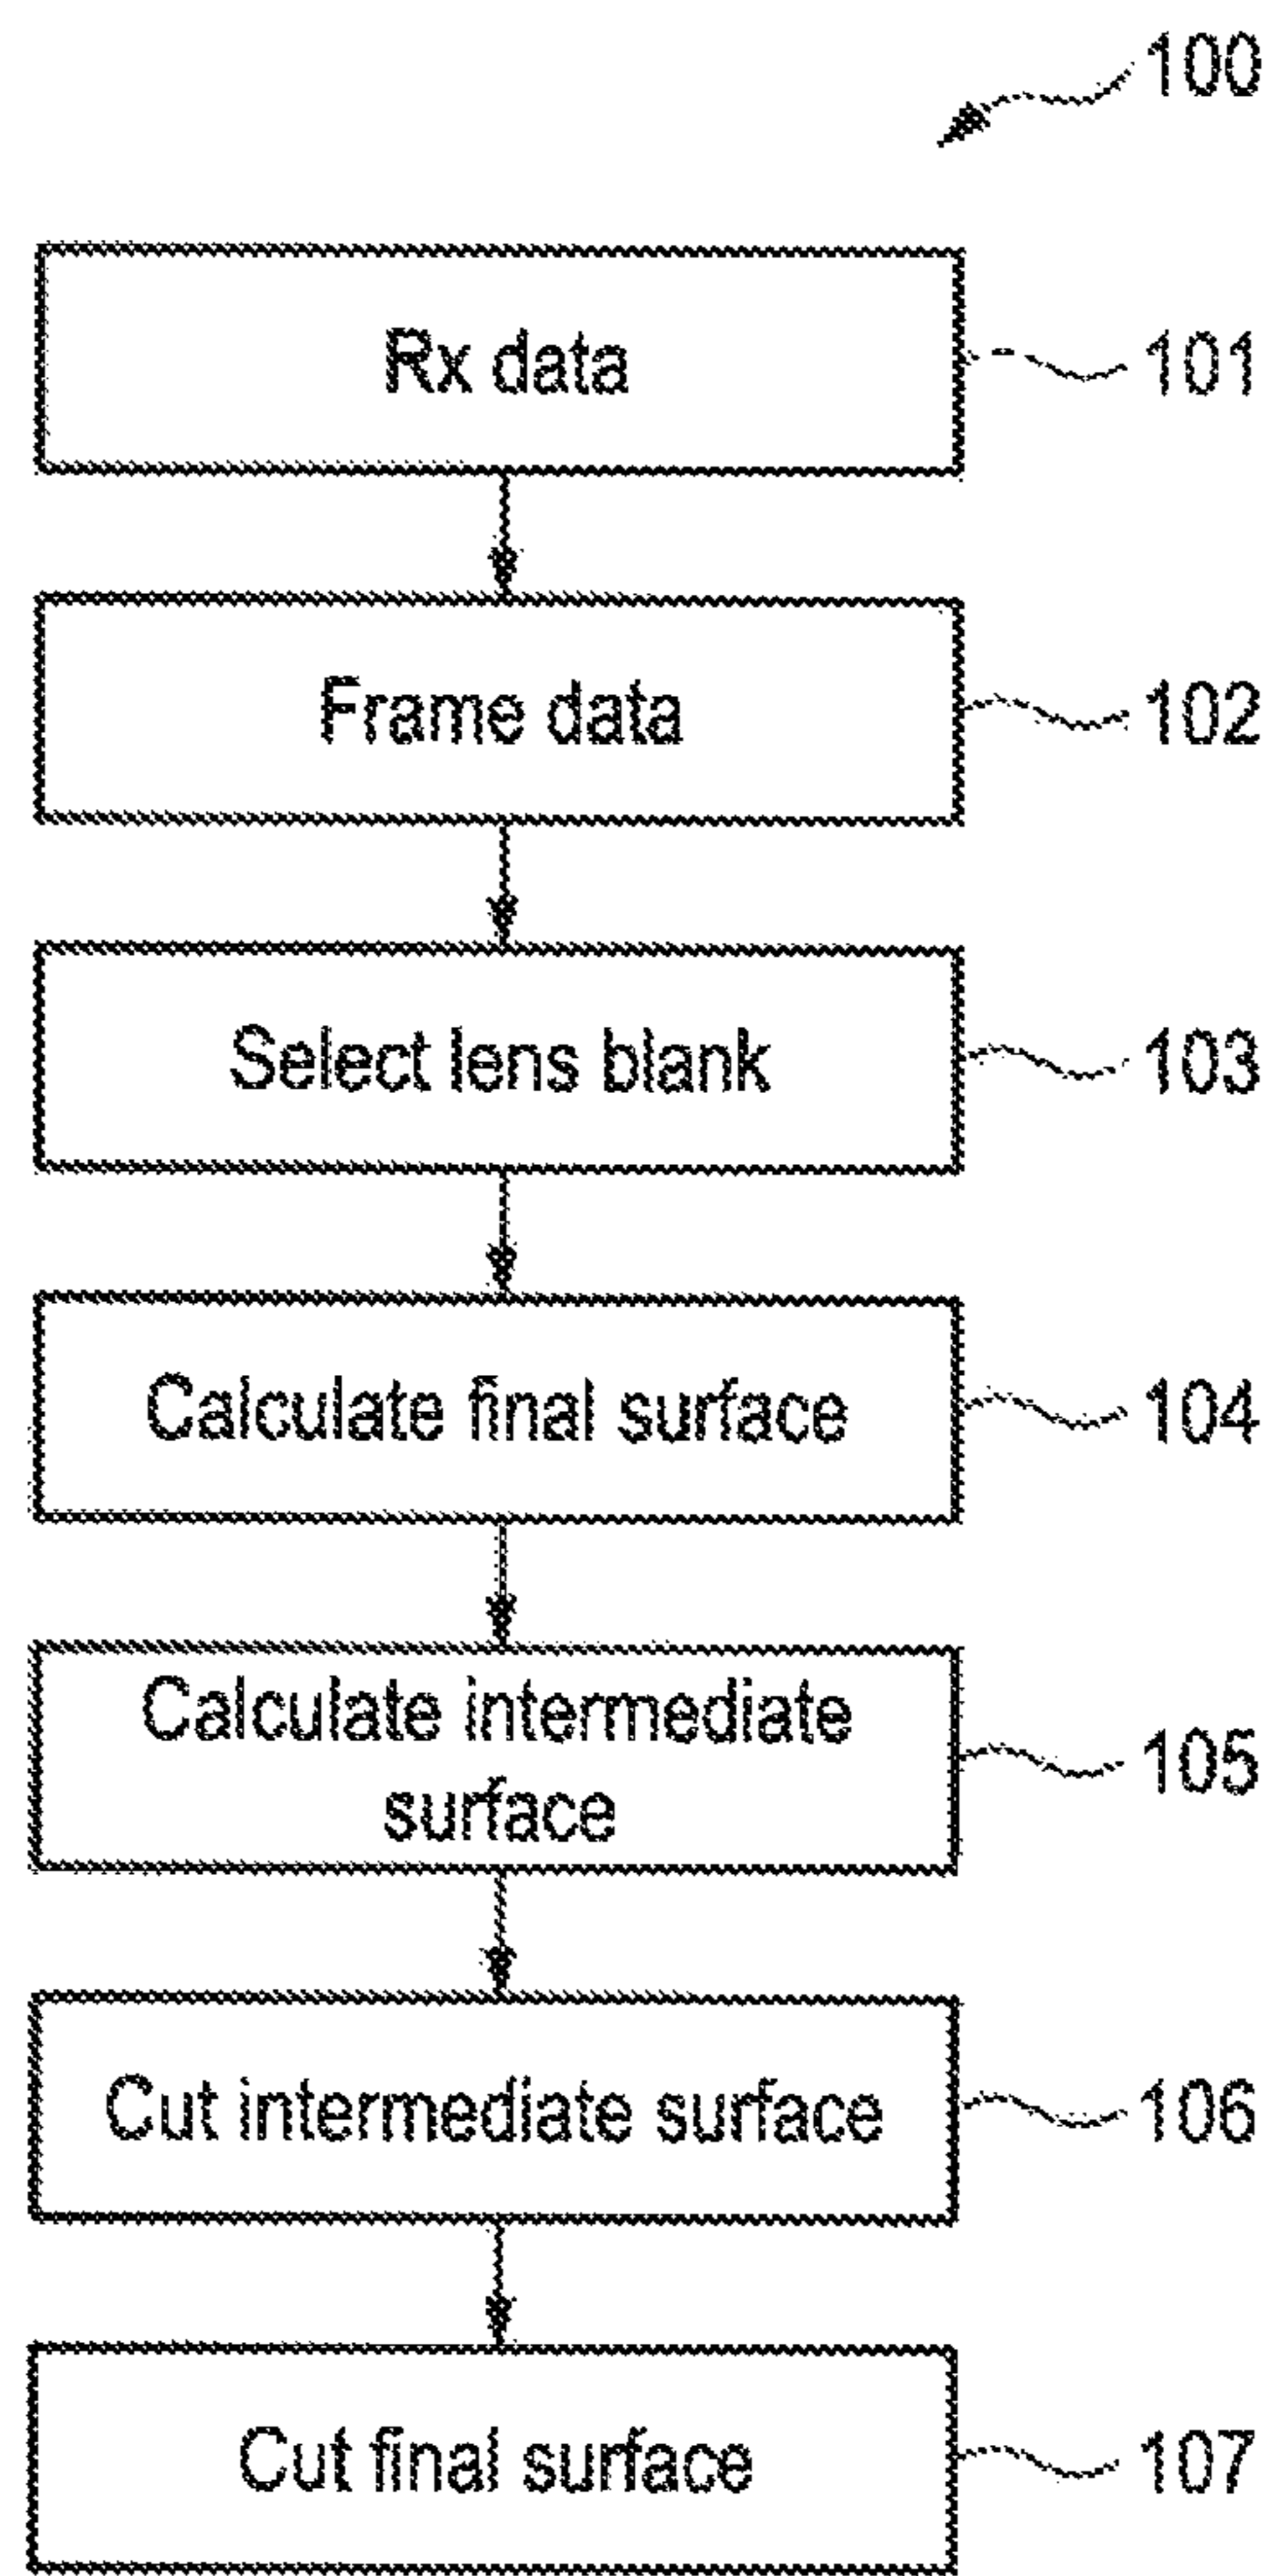 100
Rx data
101
Frame data
102
Select lens blank
103
Calculate final surface
104
Calculate intermediate
surface
105
Cut intermediate surface
106
Cut final surface
107